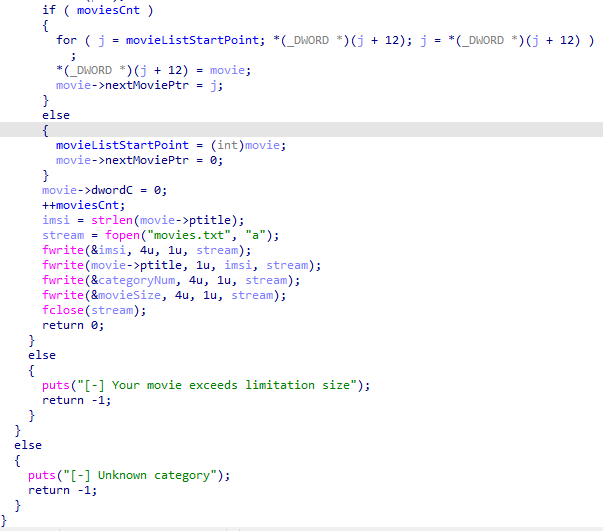 if ( moviesCnt )
{
for ( j = movieListStartPoint; *(_DWORD *)(j + 12); j = *(_DWORD *)(j + 12) )
;
*(_DWORD *)(j + 12) = movie;
movie->nextMoviePtr = j;
}
else
{
movieListStartPoint = (int)movie;
movie->nextMoviePtr = 0;
}
movie->dwordC = 0;
++moviesCnt;
imsi = strlen(movie->ptitle);
stream = fopen("movies.txt", "a");
fwrite(&imsi, 4u, 1u, stream);
fwrite(movie->ptitle, 1u, imsi, stream);
fwrite(&categoryNum, 4u, 1u, stream);
fwrite(&movieSize, 4u, 1u, stream);
fclose(stream);
return 0;
}
else
{
puts("[-] Your movie exceeds limitation size");
return -1;
}
}
else
{
puts("[-] Unknown category");
return -1;
}
}